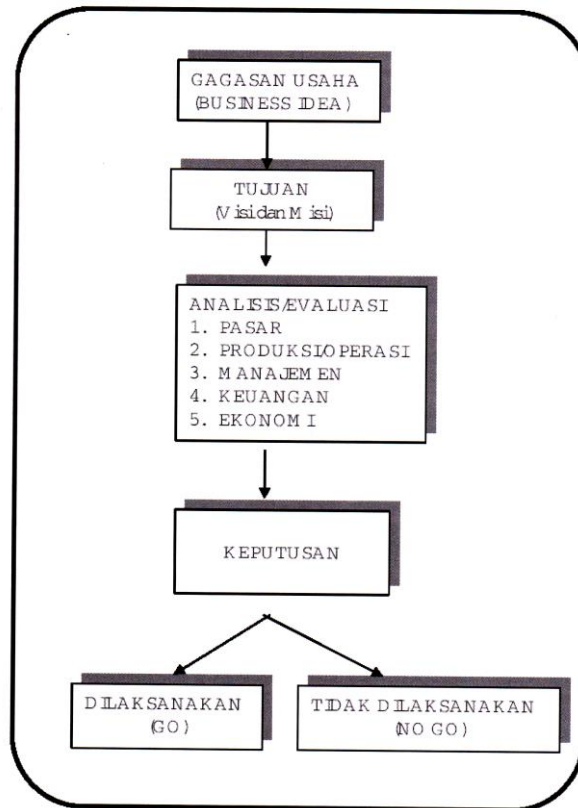 GAGASAN USAHA
(BUSINESS IDEA)
TUJUAN
(Visi dan Misi)
ANALISIS/EVALUASI
1. PASAR
2. PRODUKSI/OPERASI
3. MANAJEMEN
4. KEUANGAN
5. EKONOMI
KEPUTUSAN
DILAKSANAKAN
(GO)
TIDAK DILAKSANAKAN
(NO GO)